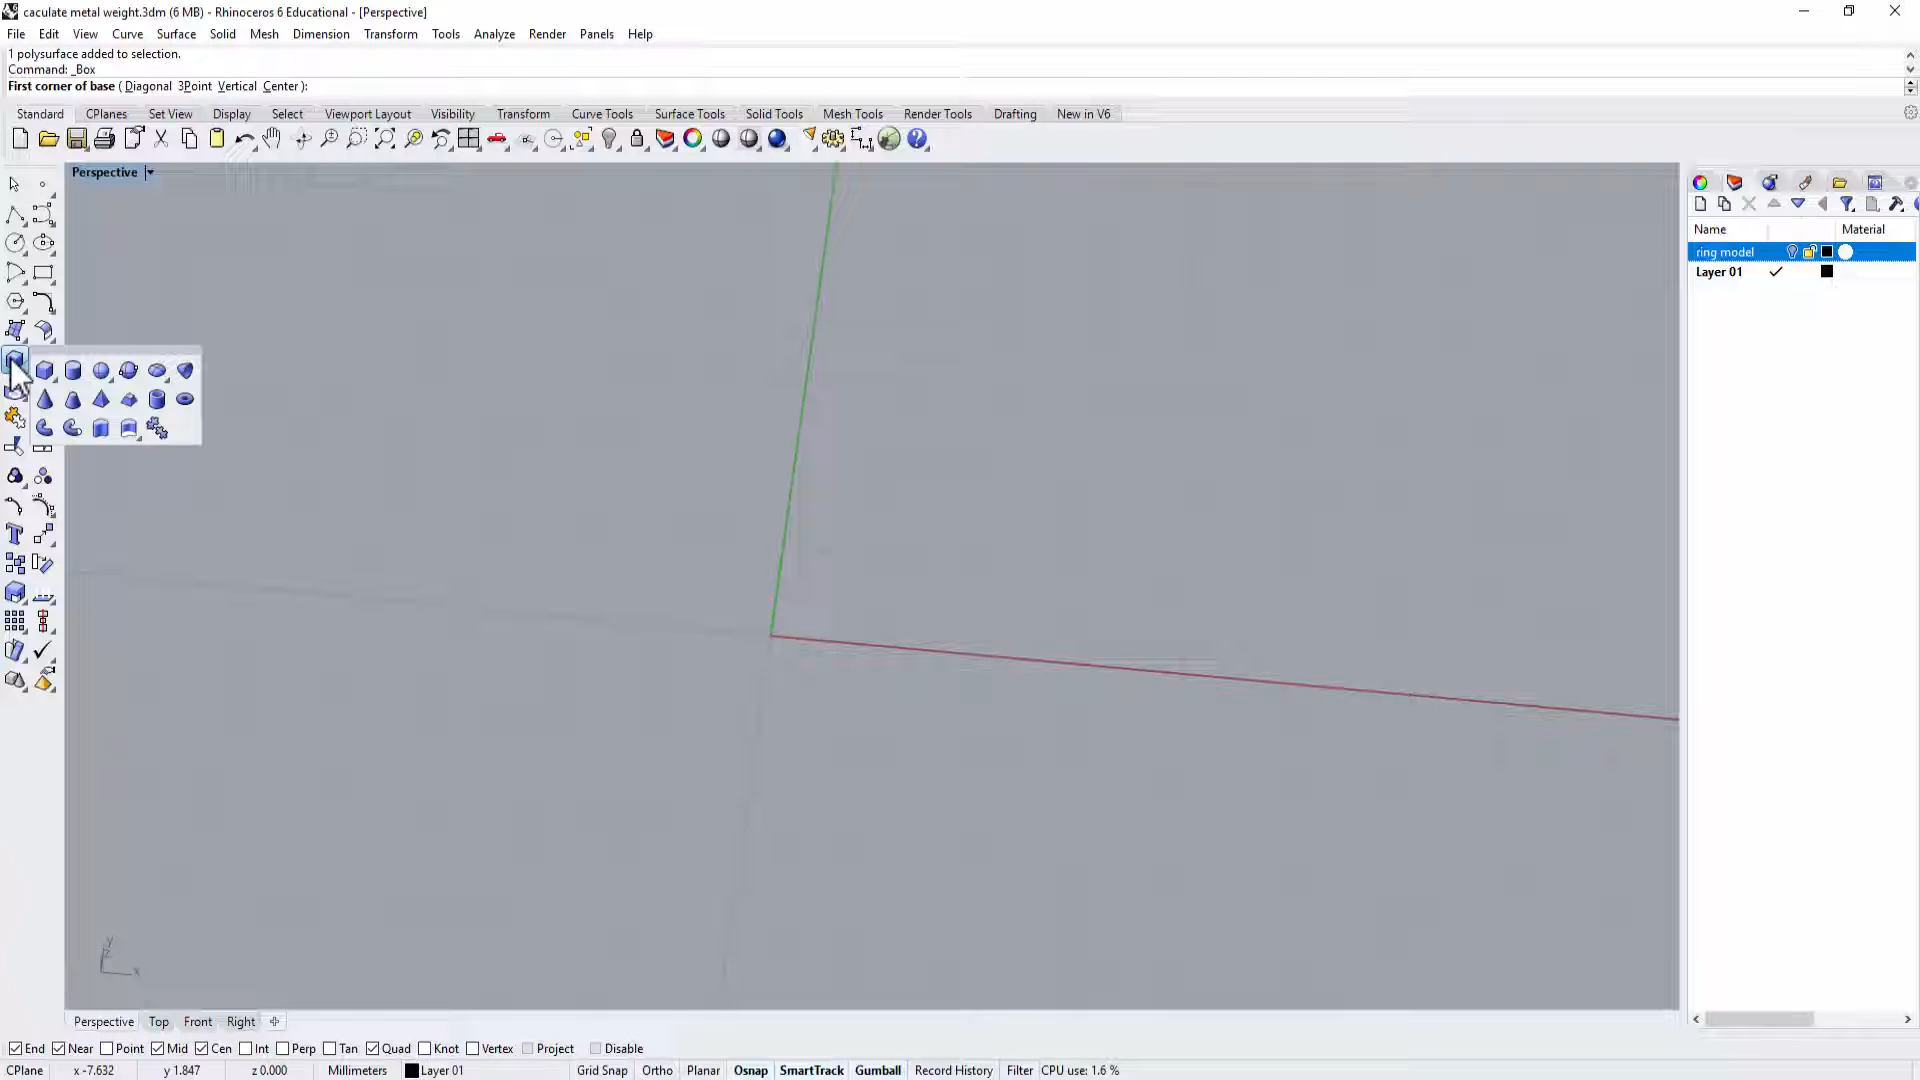 caculate metal weight.3dm (6 MB) - Rhinoceros 6 Educational - [Perspective]
File Edit View Curve Surface Solid Mesh Dimension Transform Tools Analyze Render Panels Help
1 polysurface added to selection.
Command: _Box
First corner of base ( Diagonal 3Point Vertical Center ):
Standard CPlanes Set View Display Select Viewport Layout Visibility Transform Curve Tools Surface Tools Solid Tools Mesh Tools Render Tools Drafting New in V6
Perspective
Name Material
ring model
Layer 01
y
z
x
Perspective Top Front Right
End Near Point Mid Cen Int Perp Tan Quad Knot Vertex Project Disable
CPlane x -7.632 y 1.847 z 0.000 Millimeters Layer 01 Grid Snap Ortho Planar Osnap SmartTrack Gumball Record History Filter CPU use: 1.6 %